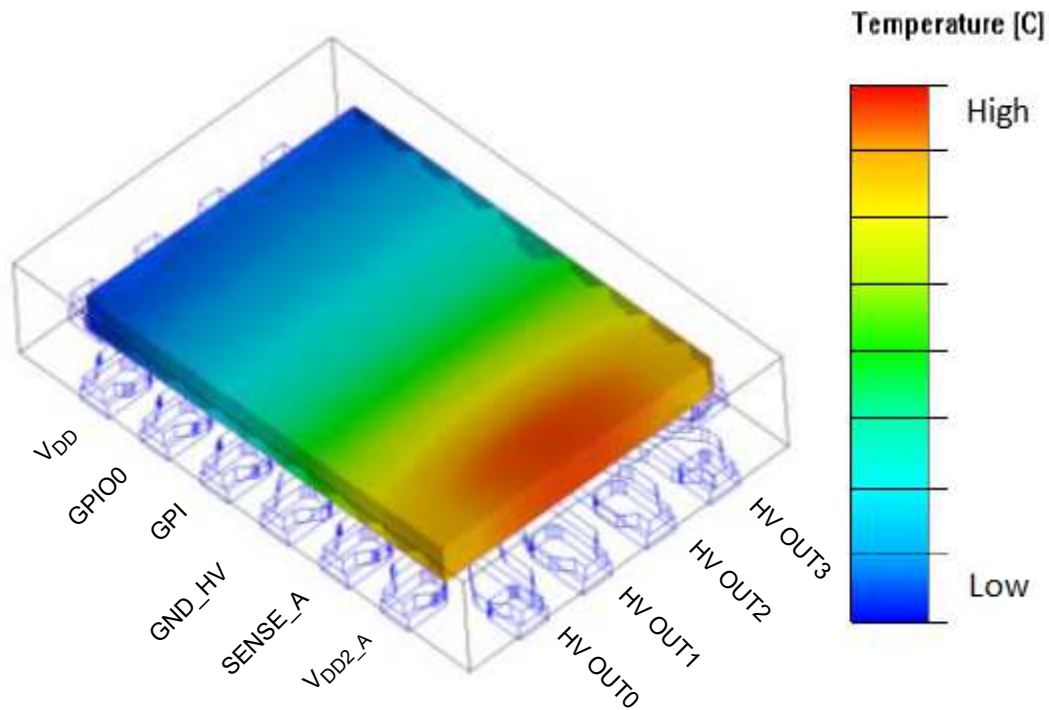 Temperature [C]
High
Low
VDD
GPIO0
GPI
GND_HV
SENSE_A
VDD2_A
HV OUT0
HV OUT1
HV OUT2
HV OUT3